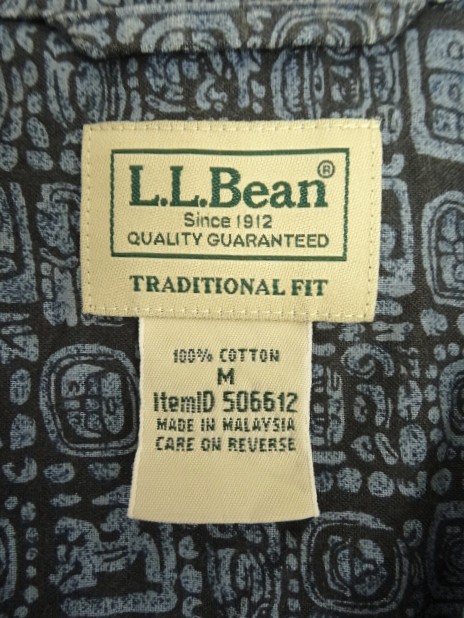 L.L.Bean®
Since 1912
QUALITY GUARANTEED
TRADITIONAL FIT
100% COTTON
M
ItemID 506612
MADE IN MALAYSIA
CARE ON REVERSE